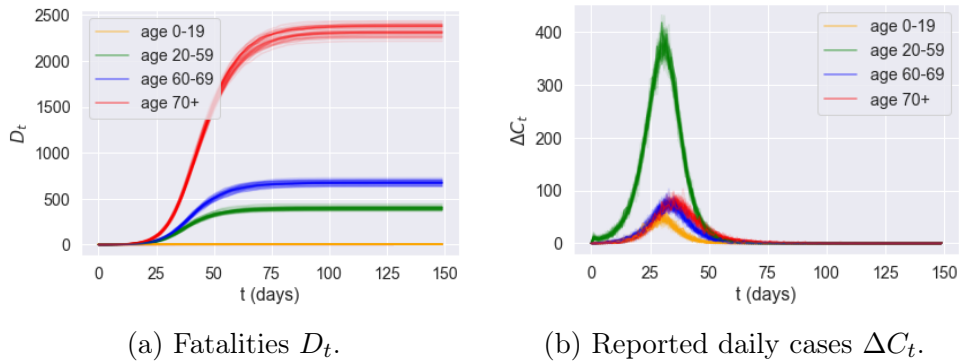 2500
2000
1500
1000
500
0
D_t
age 0-19
age 20-59
age 60-69
age 70+
0 25 50 75 100 125 150
t (days)
(a) Fatalities D_t.
400
300
200
100
0
ΔC_t
age 0-19
age 20-59
age 60-69
age 70+
0 25 50 75 100 125 150
t (days)
(b) Reported daily cases ΔC_t.